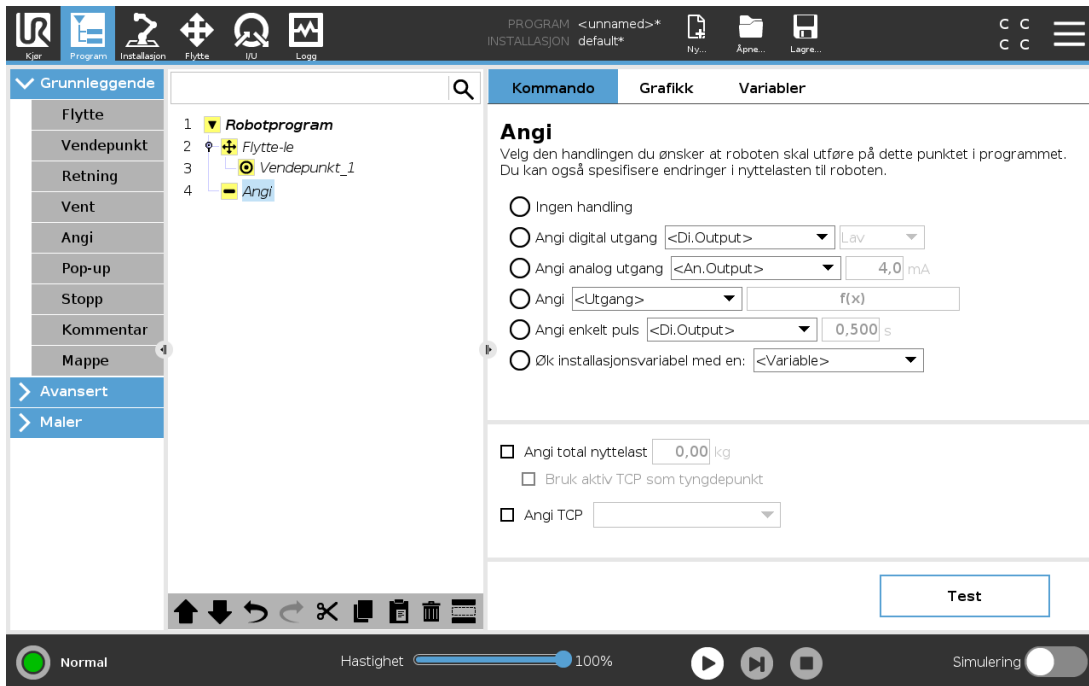 UR
Kjør
Program
Installasjon
Flytte
I/U
Logg
PROGRAM <unnamed>*
INSTALLASJON default*
Ny...
Åpne...
Lagre...
C C
C C
Grunnleggende
Flytte
Vendepunkt
Retning
Vent
Angi
Pop-up
Stopp
Kommentar
Mappe
Avansert
Maler
1 Robotprogram
2 Flytte-le
3 Vendepunkt_1
4 Angi
Kommando Grafikk Variabler
Angi
Velg den handlingen du ønsker at roboten skal utføre på dette punktet i programmet.
Du kan også spesifisere endringer i nyttelasten til roboten.
Ingen handling
Angi digital utgang <Di.Output> Lav
Angi analog utgang <An.Output> 4,0 mA
Angi <Utgang> f(x)
Angi enkelt puls <Di.Output> 0,500 s
Øk installasjonsvariabel med en: <Variable>
Angi total nyttelast 0,00 kg
Bruk aktiv TCP som tyngdepunkt
Angi TCP
Test
Normal
Hastighet 100%
Simulering